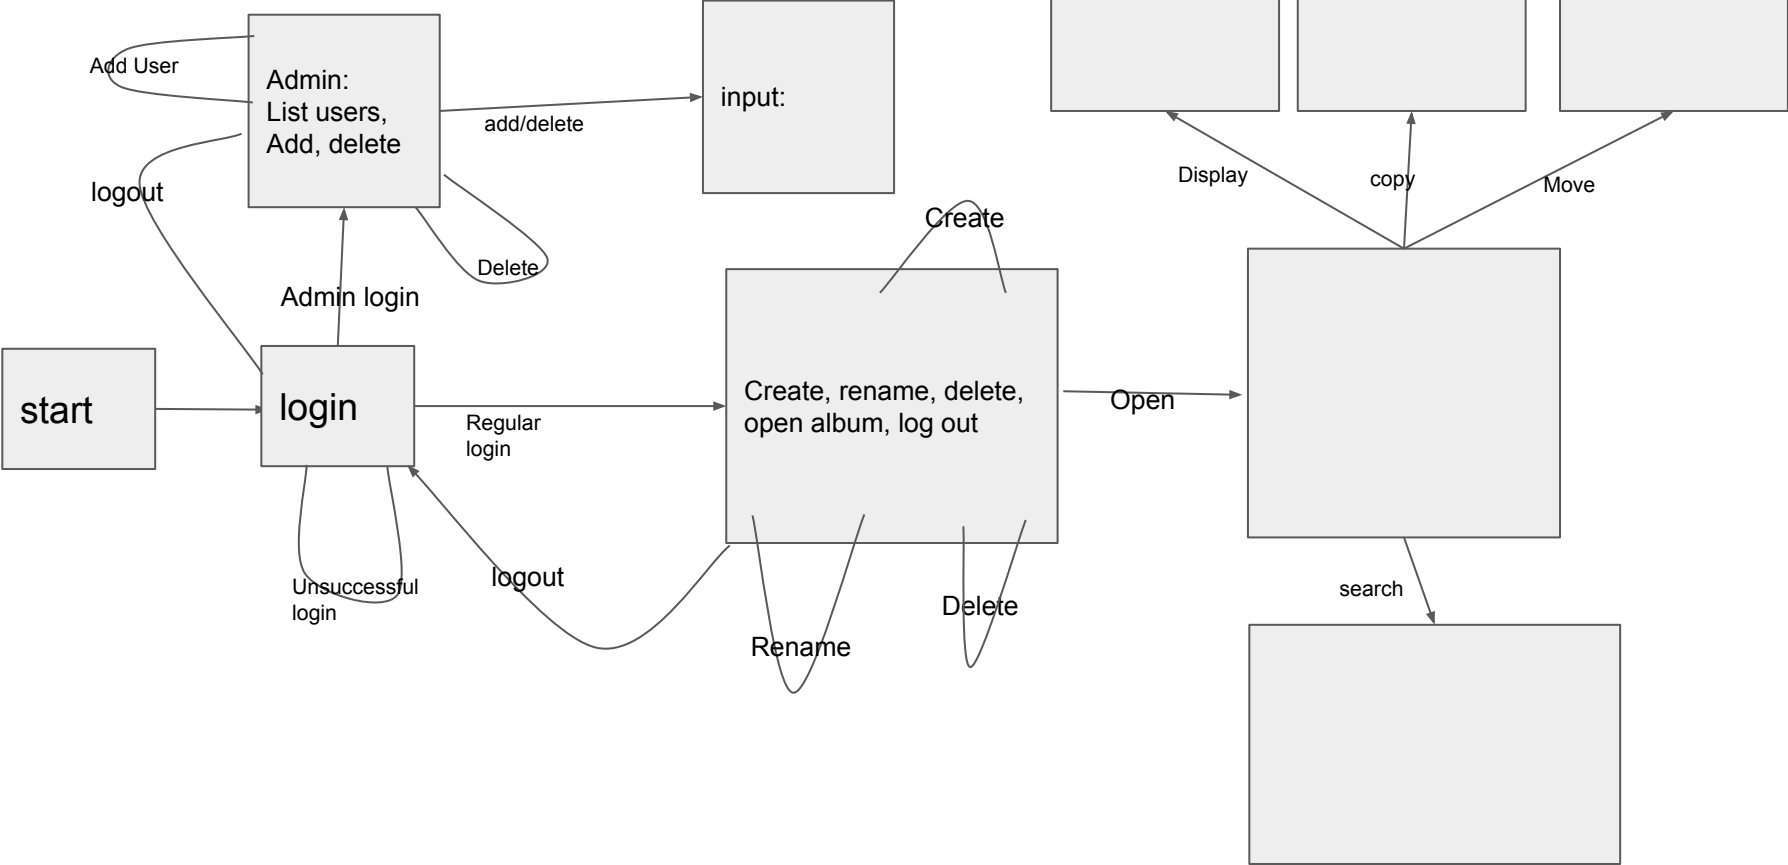 Add User
Admin:
List users,
Add, delete
add/delete
input:
logout
Delete
Admin login
start
login
Regular
login
Unsuccessful
login
logout
Create
Create, rename, delete,
open album, log out
Rename
Delete
Open
Display
copy
Move
search